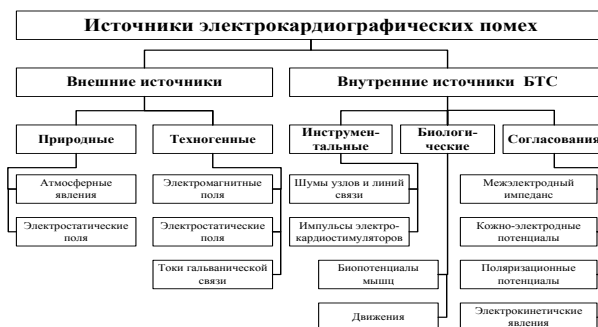 Источники электрокардиографических помех
Внешние источники
Внутренние источники БТС
Природные
Техногенные
Инструмен-
тальные
Биологи-
ческие
Согласования
Атмосферные
явления
Электростатические
поля
Электромагнитные
поля
Электростатические
поля
Токи гальванической
связи
Шумы узлов и линий
связи
Импульсы электро-
кардиостимуляторов
Биопотенциалы
мышц
Движения
Межэлектродный
импеданс
Кожно-электродные
потенциалы
Поляризационные
потенциалы
Электрокинетичские
явления